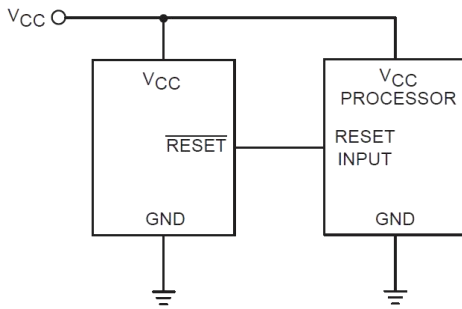 VCC
VCC
RESET
GND
VCC
PROCESSOR
RESET
INPUT
GND